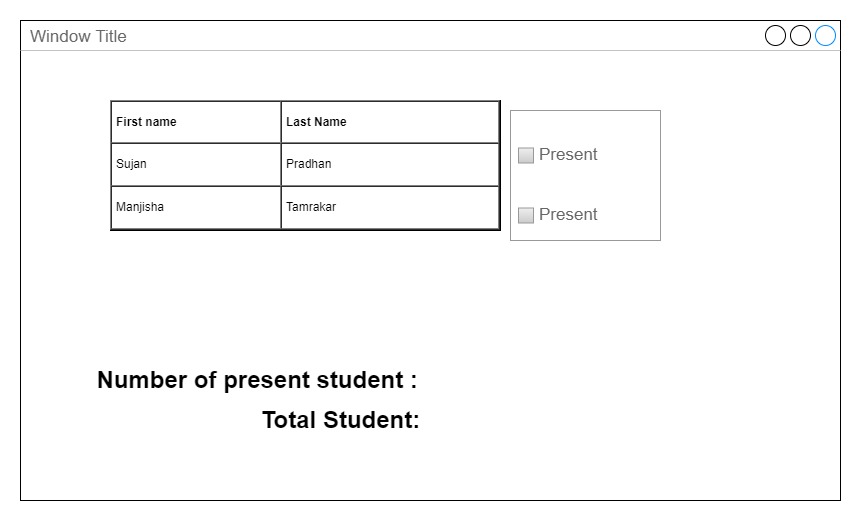 Window Title
First name Last Name
Sujan Pradhan Present
Manjisha Tamrakar Present
Number of present student :
Total Student: